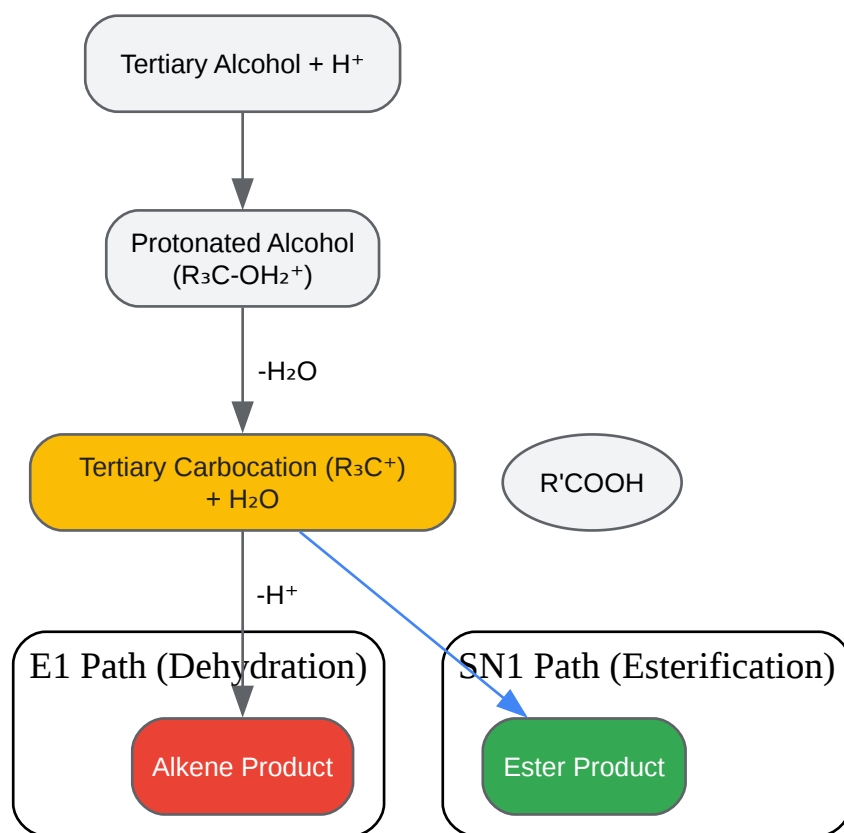 Tertiary Alcohol + H⁺
Protonated Alcohol
(R₃C-OH₂⁺)
-H₂O
Tertiary Carbocation (R₃C⁺)
+ H₂O
R'COOH
-H⁺
E1 Path (Dehydration)
SN1 Path (Esterification)
Alkene Product
Ester Product